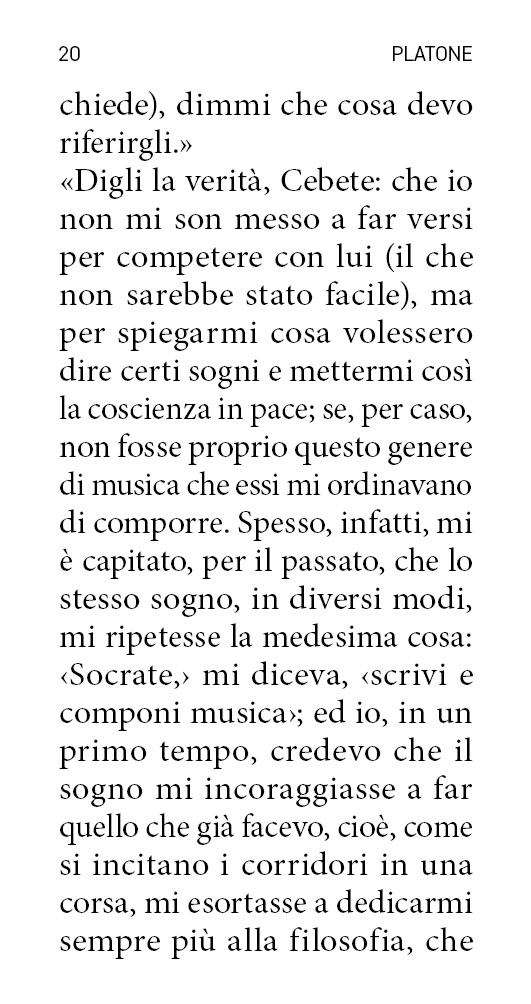 20 PLATONE
chiede), dimmi che cosa devo
riferirgli.»
«Digli la verità, Cebete: che io
non mi son messo a far versi
per competere con lui (il che
non sarebbe stato facile), ma
per spiegarmi cosa volessero
dire certi sogni e mettermi così
la coscienza in pace; se, per caso,
non fosse proprio questo genere
di musica che essi mi ordinavano
di comporre. Spesso, infatti, mi
è capitato, per il passato, che lo
stesso sogno, in diversi modi,
mi ripetesse la medesima cosa:
‹Socrate,› mi diceva, ‹scrivi e
componi musica›; ed io, in un
primo tempo, credevo che il
sogno mi incoraggiasse a far
quello che già facevo, cioè, come
si incitano i corridori in una
corsa, mi esortasse a dedicarmi
sempre più alla filosofia, che